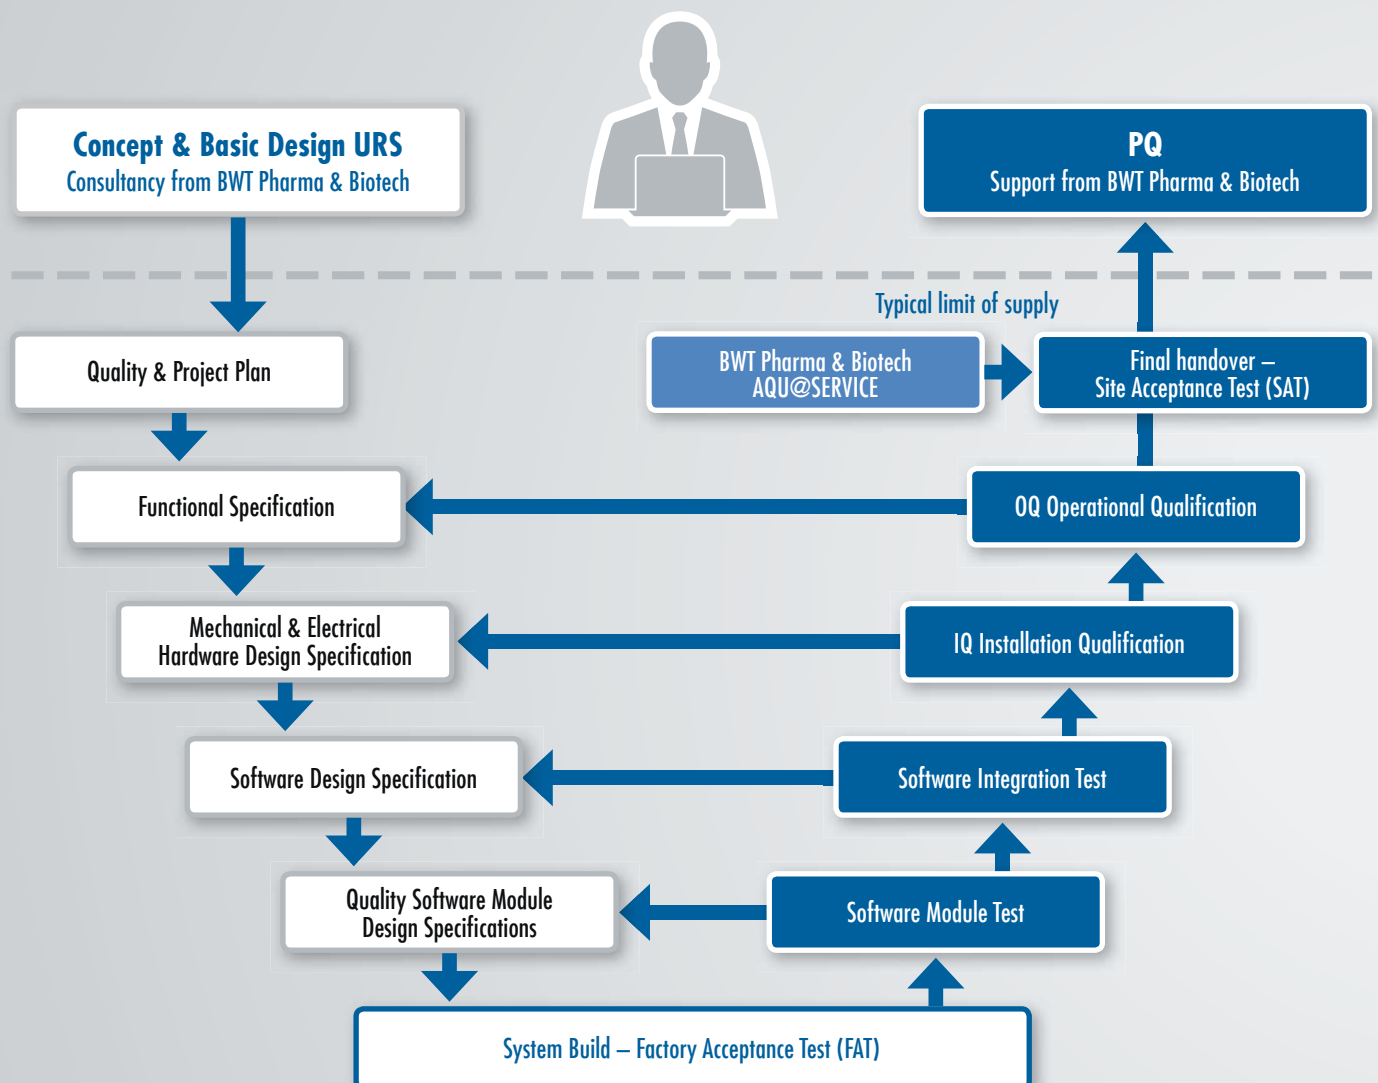 Concept & Basic Design URS
Consultancy from BWT Pharma & Biotech
PQ
Support from BWT Pharma & Biotech
Typical limit of supply
Quality & Project Plan
BWT Pharma & Biotech
AQU@SERVICE
Final handover –
Site Acceptance Test (SAT)
Functional Specification
OQ Operational Qualification
Mechanical & Electrical
Hardware Design Specification
IQ Installation Qualification
Software Design Specification
Software Integration Test
Quality Software Module
Design Specifications
Software Module Test
System Build – Factory Acceptance Test (FAT)